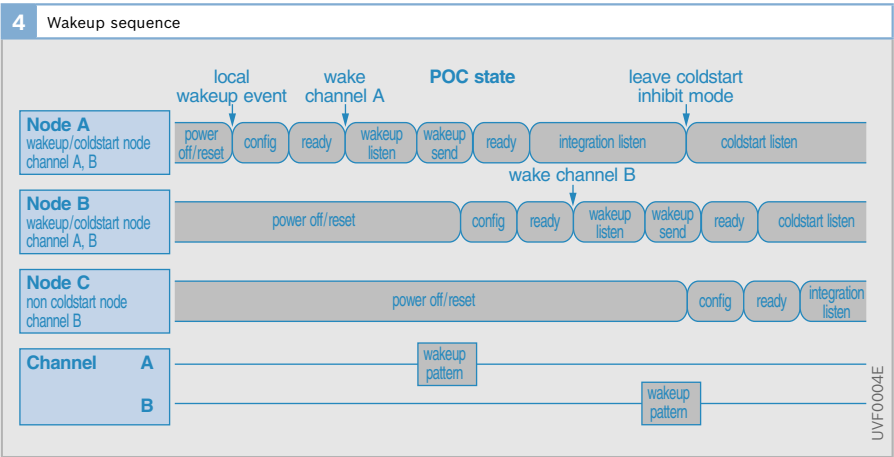 4 Wakeup sequence
local
wakeup event
wake
channel A
POC state
leave coldstart
inhibit mode
Node A
wakeup/coldstart node
channel A, B
power
off/reset
config
ready
wakeup
listen
wakeup
send
ready
integration listen
coldstart listen
wake channel B
Node B
wakeup/coldstart node
channel A, B
power off/reset
config
ready
wakeup
listen
wakeup
send
ready
coldstart listen
Node C
non coldstart node
channel B
power off/reset
config
ready
integration
listen
Channel A
wakeup
pattern
B
wakeup
pattern
UVF0004E